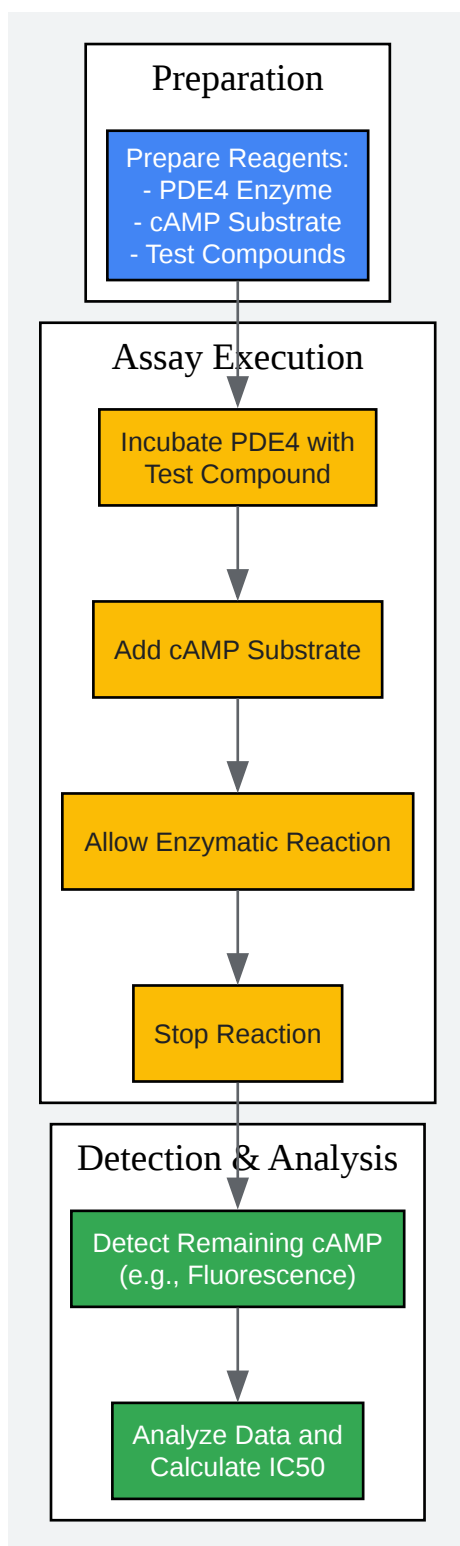 Preparation
Prepare Reagents:
- PDE4 Enzyme
- cAMP Substrate
- Test Compounds
Assay Execution
Incubate PDE4 with
Test Compound
Add cAMP Substrate
Allow Enzymatic Reaction
Stop Reaction
Detection & Analysis
Detect Remaining cAMP
(e.g., Fluorescence)
Analyze Data and
Calculate IC50